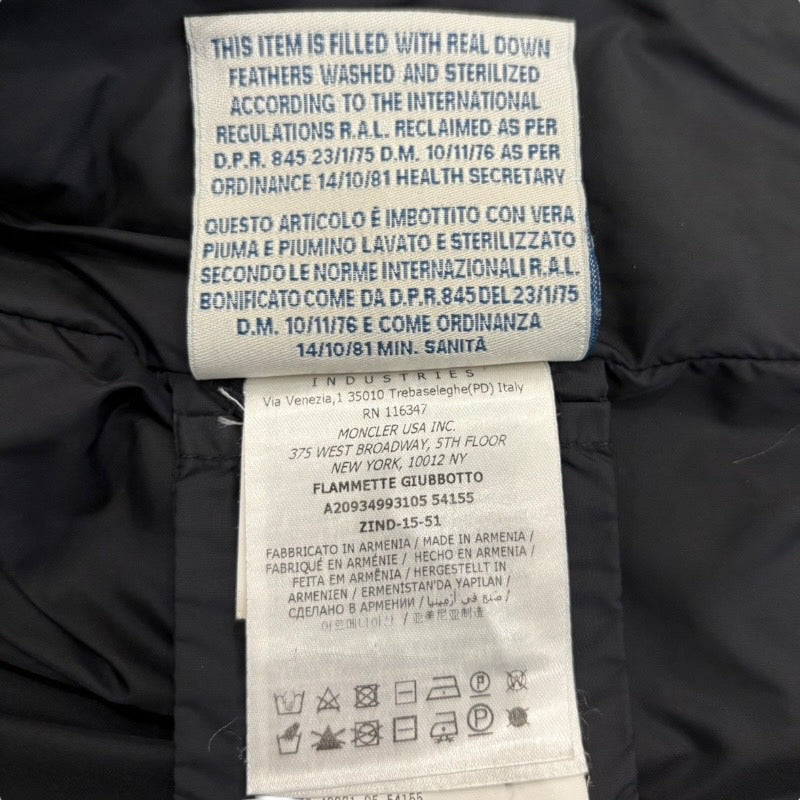 THIS ITEM IS FILLED WITH REAL DOWN
FEATHERS WASHED AND STERILIZED
ACCORDING TO THE INTERNATIONAL
REGULATIONS R.A.L. RECLAIMED AS PER
D.P.R. 845 23/1/75 D.M. 10/11/76 AS PER
ORDINANCE 14/10/81 HEALTH SECRETARY
QUESTO ARTICOLO Ê IMBOTTITO CON VERA
PIUMA E PIUMINO LAVATO E STERILIZZATO
SECONDO LE NORME INTERNAZIONALI R.A.L.
BONIFICATO COME DA D.P.R. 845 DEL 23/1/75
D.M. 10/11/76 E COME ORDINANZA
14/10/81 MIN. SANITÀ
INDUSTRIES
Via Venezia,1 35010 Trebaseleghe(PD) Italy
RN 116347
MONCLER USA INC.
375 WEST BROADWAY, 5TH FLOOR
NEW YORK, 10012 NY
FLAMMETTE GIUBBOTTO
A20934993105 54155
ZIND-15-51
FABBRICATO IN ARMENIA / MADE IN ARMENIA /
FABRIQUÉ EN ARMÉNIE / HECHO EN ARMENIA /
FEITA EM ARMÊNIA / HERGESTELLT IN
ARMENIEN / ERMENISTAN'DA YAPILAN /
СДЕЛАНО В АРМЕНИИ / صنع في أرمينيا /
아르메니아산 / 亚美尼亚制造
54155